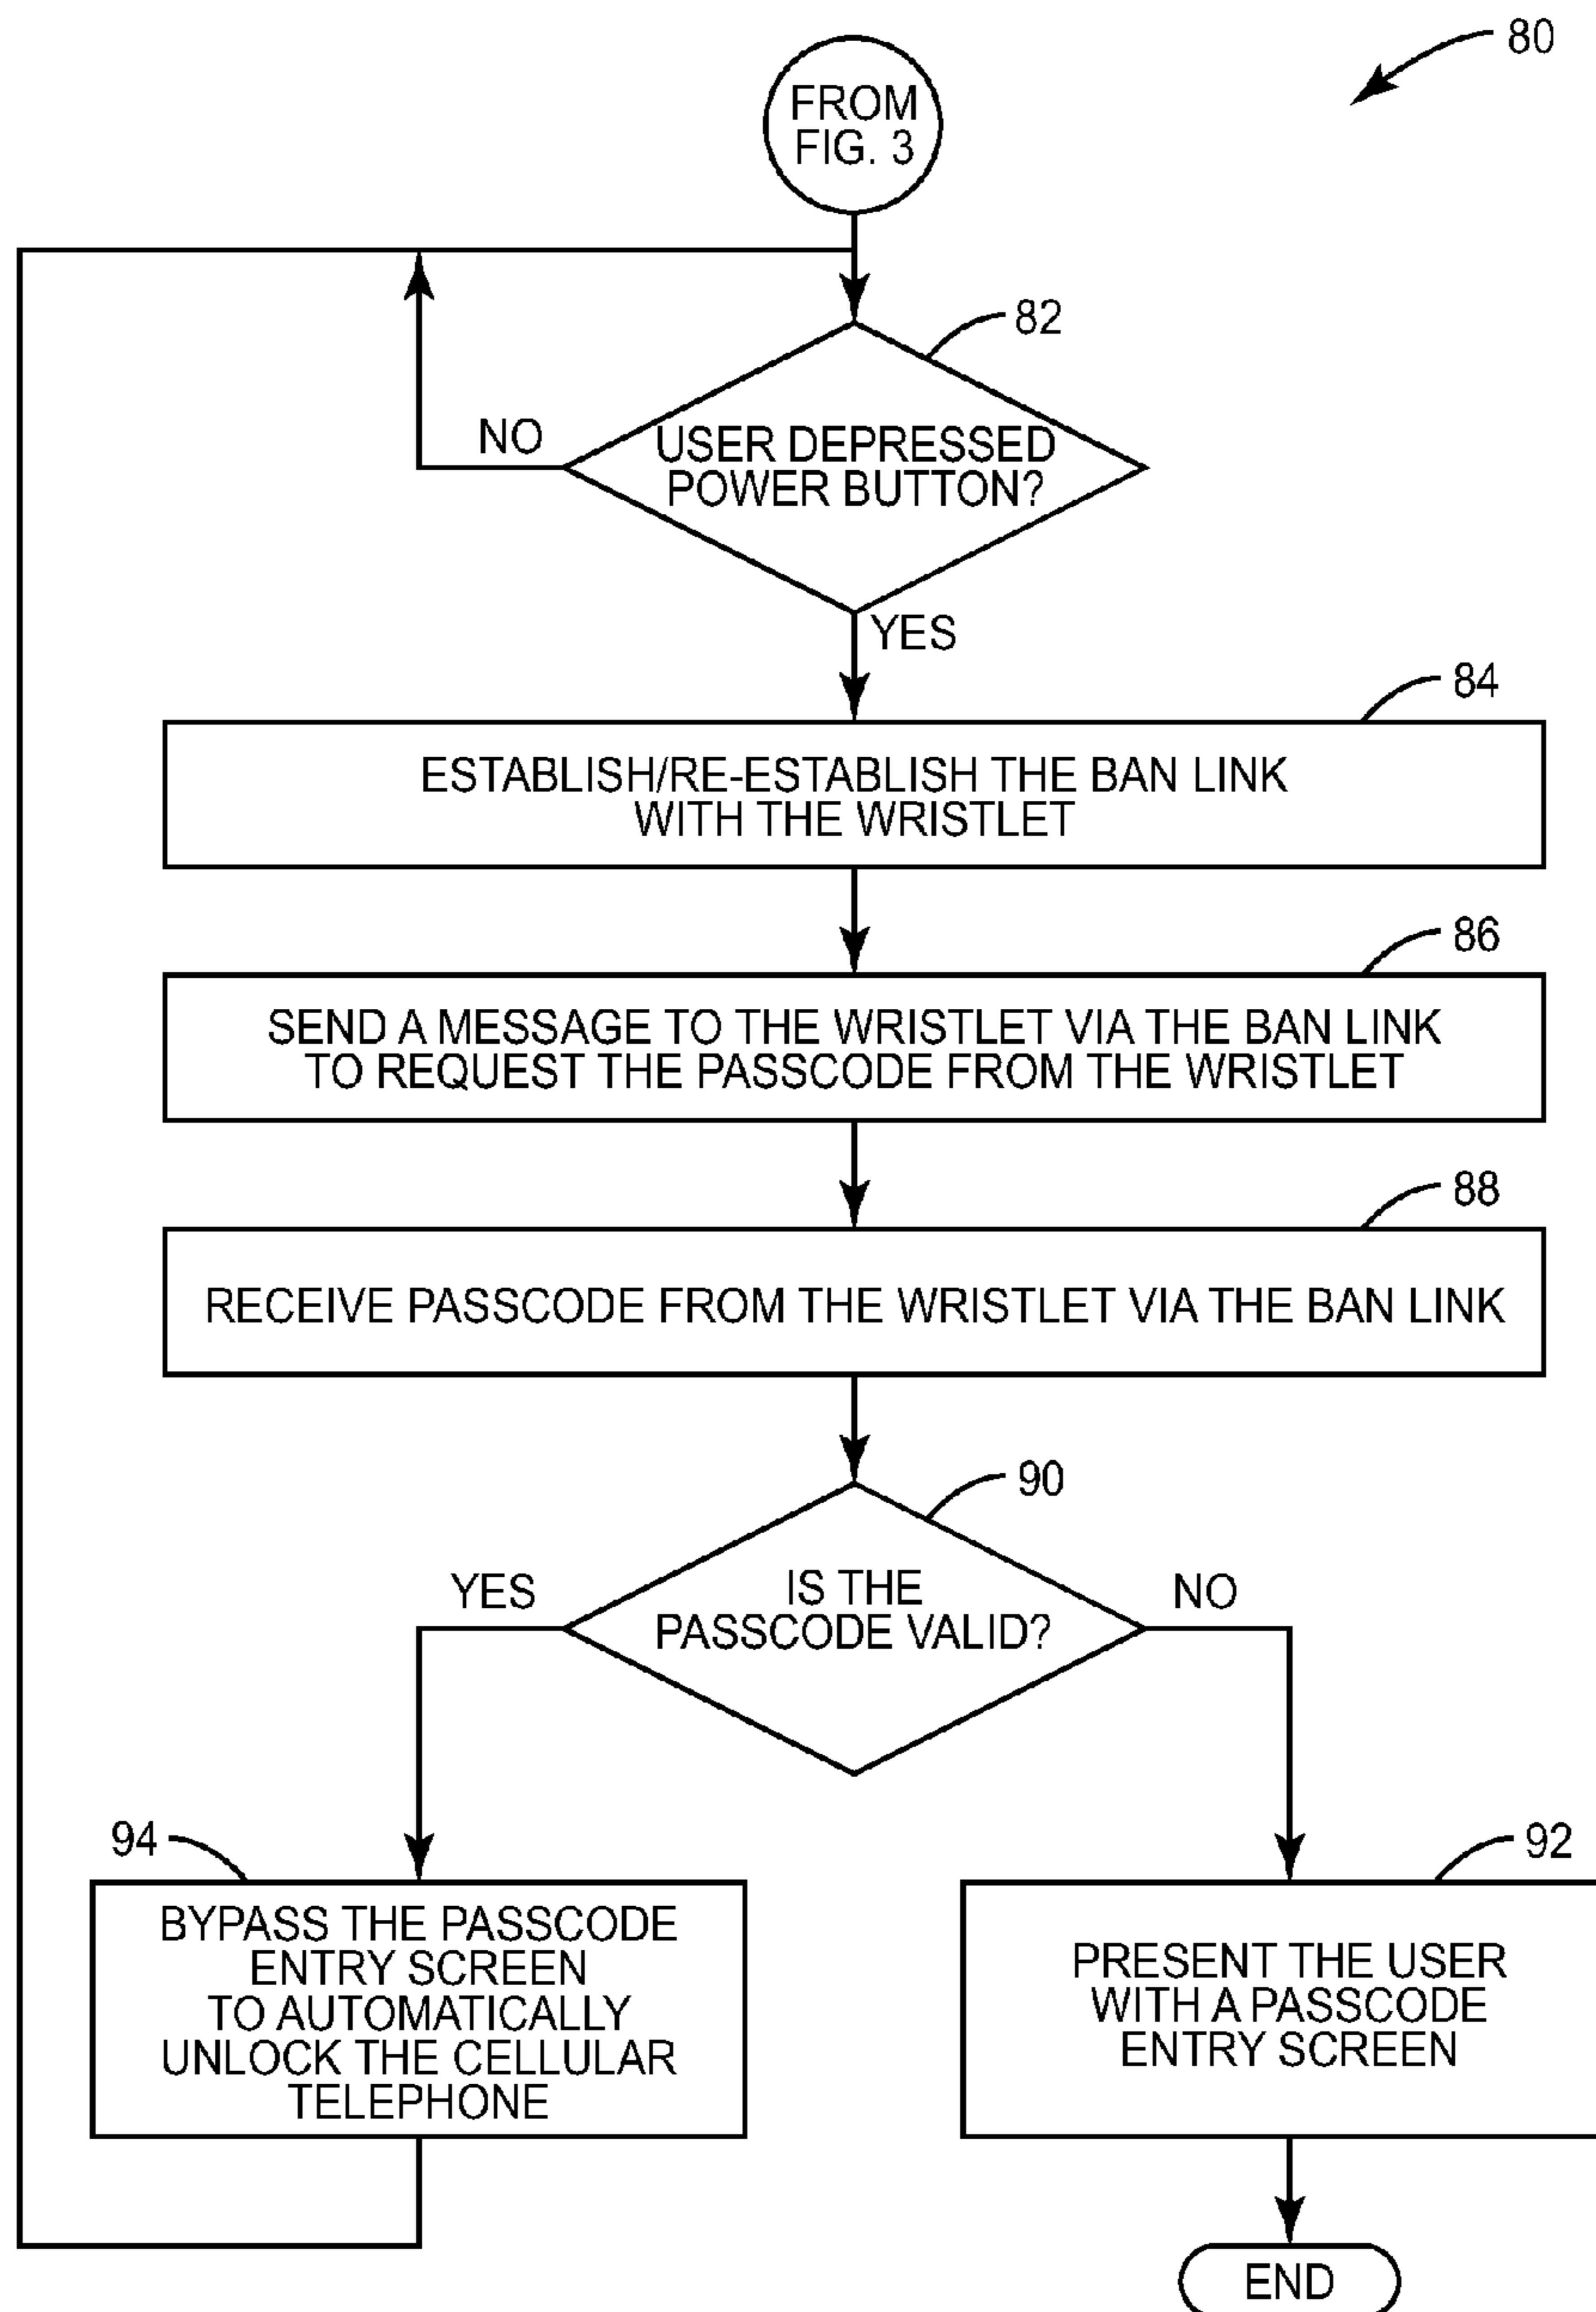 80
FROM
FIG. 3
82
NO
USER DEPRESSED
POWER BUTTON?
YES
84
ESTABLISH/RE-ESTABLISH THE BAN LINK
WITH THE WRISTLET
86
SEND A MESSAGE TO THE WRISTLET VIA THE BAN LINK
TO REQUEST THE PASSCODE FROM THE WRISTLET
88
RECEIVE PASSCODE FROM THE WRISTLET VIA THE BAN LINK
90
YES
IS THE
PASSCODE VALID?
NO
94
BYPASS THE PASSCODE
ENTRY SCREEN
TO AUTOMATICALLY
UNLOCK THE CELLULAR
TELEPHONE
92
PRESENT THE USER
WITH A PASSCODE
ENTRY SCREEN
END